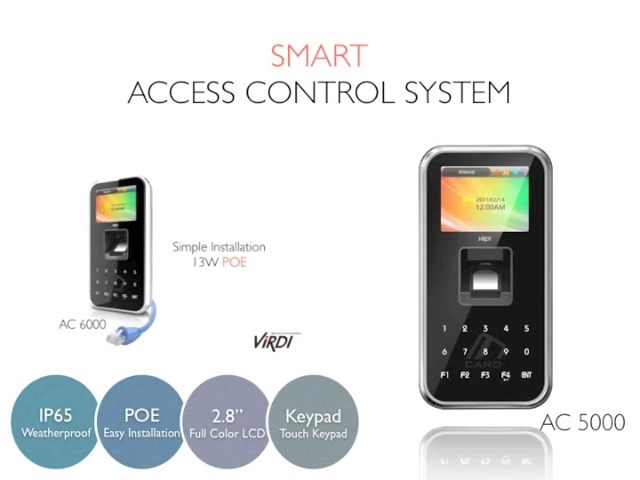 SMART
ACCESS CONTROL SYSTEM
Attend
2011/02/14
12:00AM
ViRDI
Simple Installation
13W POE
AC 6000
ViRDI
1 2 3 4 5
6 7 8 9 0
F1 F2 F3 F4 ENT
CARD
AC 5000
IP65
Weatherproof
POE
Easy Installation
2.8”
Full Color LCD
Keypad
Touch Keypad